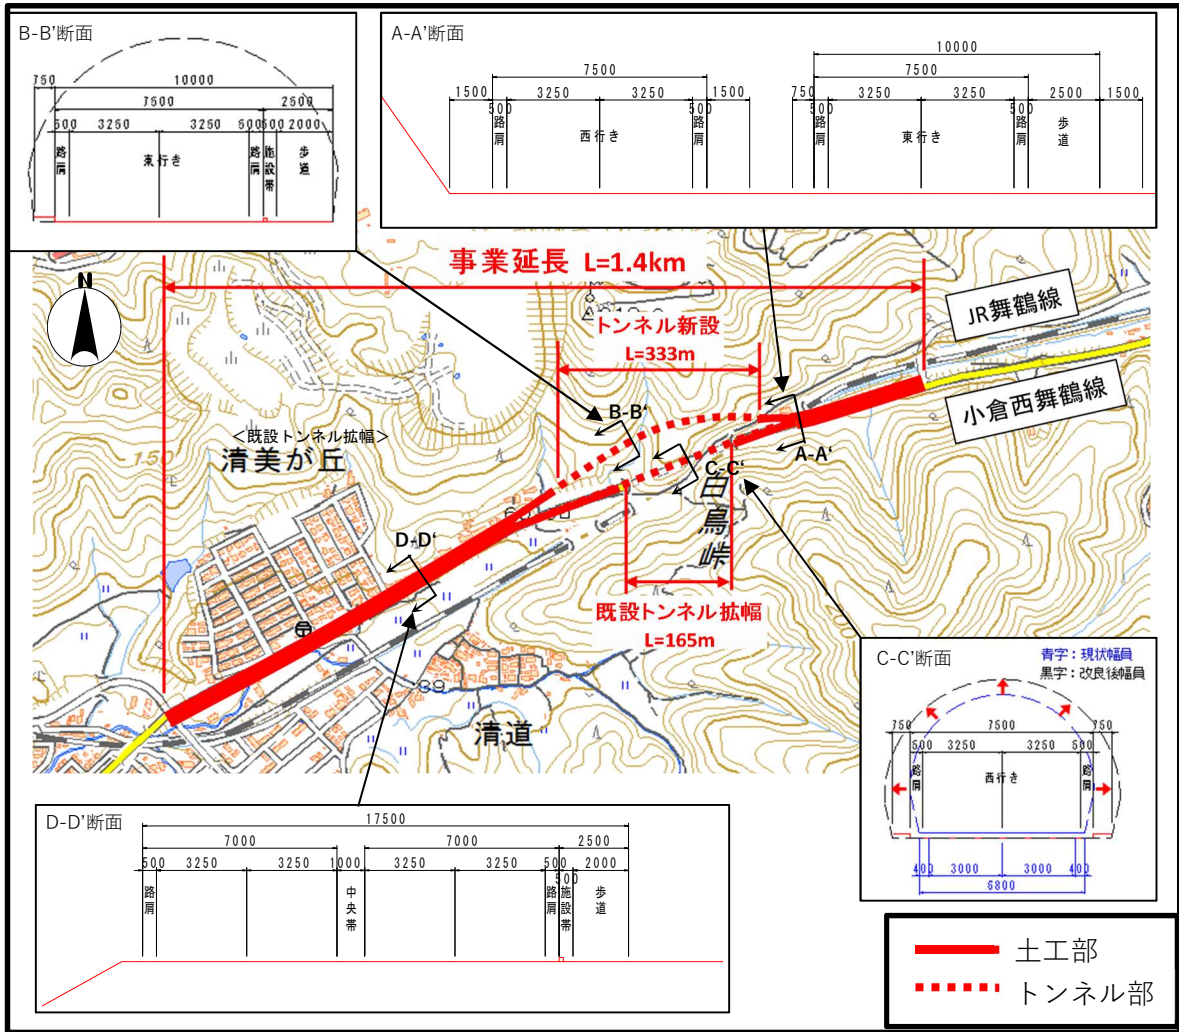 B-B'断面
750
10000
7500
2500
500
3250
3250
500
500
2000
路肩
東行き
路肩
施設帯
歩道
A-A'断面
10000
7500
7500
1500
500
3250
3250
500
1500
750
500
3250
3250
500
2500
1500
路肩
西行き
路肩
路肩
東行き
路肩
歩道
事業延長 L=1.4km
N
トンネル新設
L=333m
JR舞鶴線
小倉西舞鶴線
B-B'
<既設トンネル拡幅>
清美が丘
150
A-A'
C-C'
白鳥峠
D-D'
既設トンネル拡幅
L=165m
39
清道
C-C'断面
青字：現状幅員
黒字：改良後幅員
750
7500
750
500
3250
3250
500
路肩
西行き
路肩
400
3000
3000
400
6800
D-D'断面
17500
7000
7000
2500
500
3250
3250
1000
3250
3250
500
500
2000
路肩
中央帯
路肩
施設帯
歩道
土工部
トンネル部